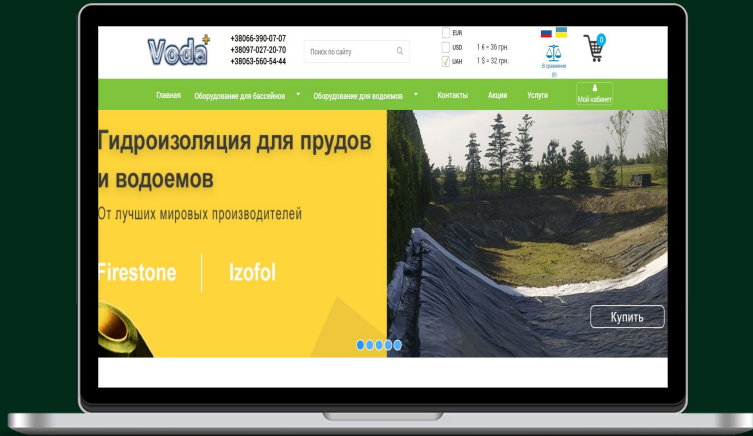 Voda+
+38066-390-07-07
+38097-027-20-70
+38063-560-54-44
Поиск по сайту
EUR
USD
UAH
1 € = 36 грн.
1 $ = 32 грн.
В сравнении
(0)
0
Главная Оборудование для бассейнов Оборудование для водоемов Контакты Акции Услуги Мой кабинет
Гидроизоляция для прудов
и водоемов
От лучших мировых производителей
Firestone Izofol
Купить